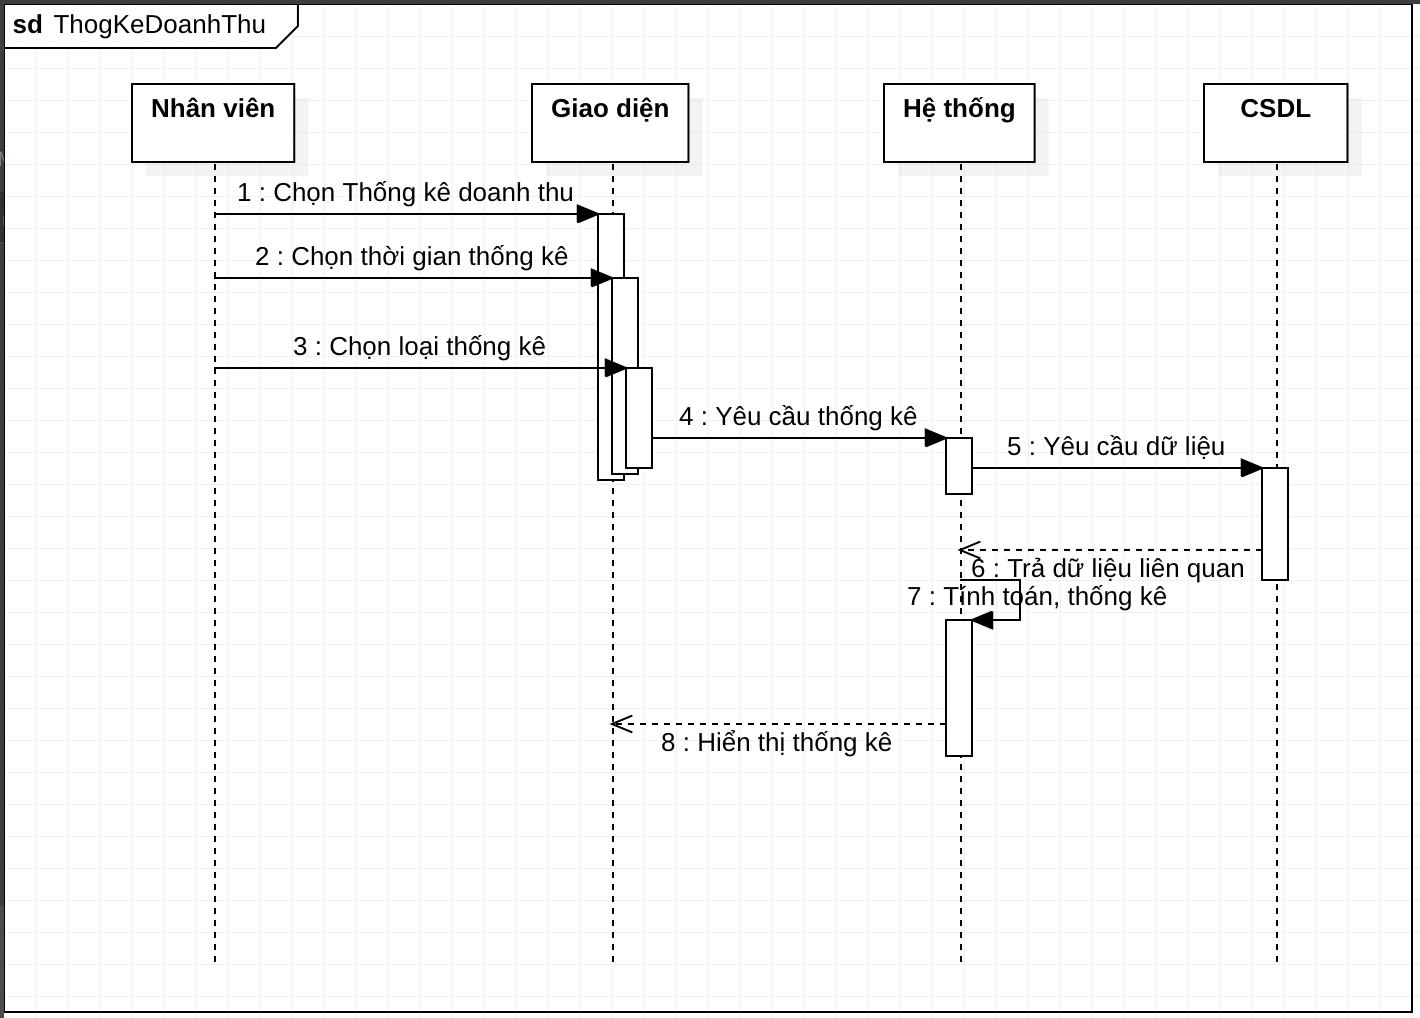 sd ThogKeDoanhThu
Nhân viên
Giao diện
Hệ thống
CSDL
1 : Chọn Thống kê doanh thu
2 : Chọn thời gian thống kê
3 : Chọn loại thống kê
4 : Yêu cầu thống kê
5 : Yêu cầu dữ liệu
6 : Trả dữ liệu liên quan
7 : Tính toán, thống kê
8 : Hiển thị thống kê